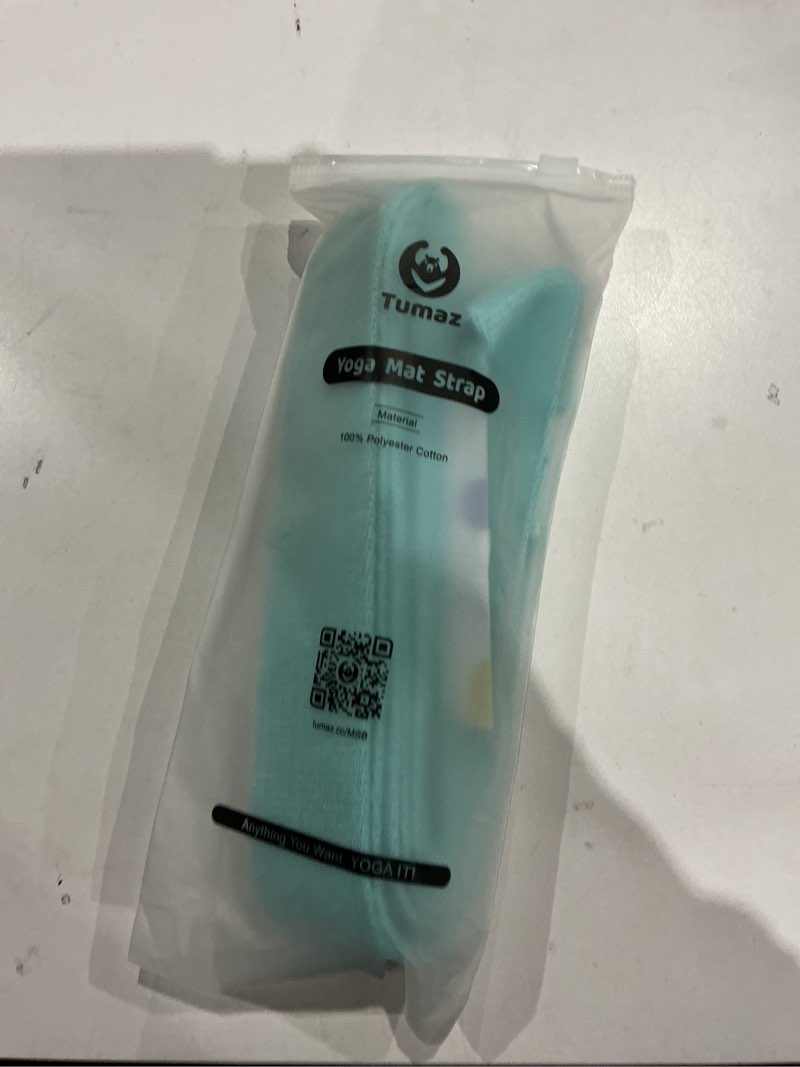 Tumaz
Yoga Mat Strap
Material
100% Polyester Cotton
tumaz.co/MSB
Anything You Want, YOGA IT!